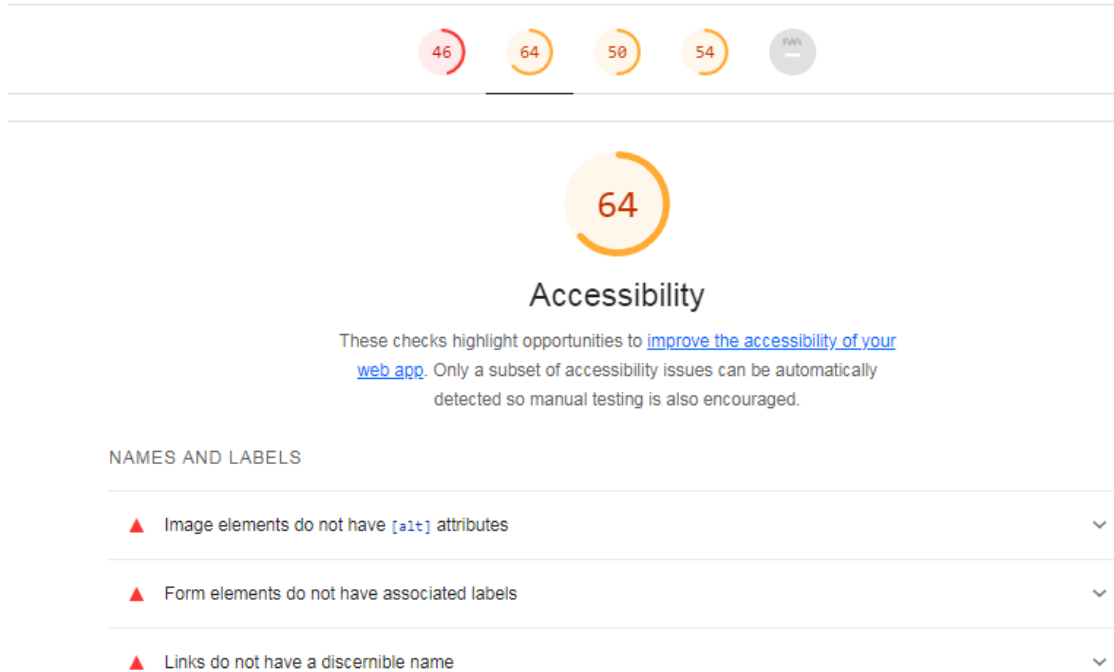 46 64 50 54 PWA
64
Accessibility
These checks highlight opportunities to improve the accessibility of your
web app. Only a subset of accessibility issues can be automatically
detected so manual testing is also encouraged.
NAMES AND LABELS
Image elements do not have [alt] attributes
Form elements do not have associated labels
Links do not have a discernible name